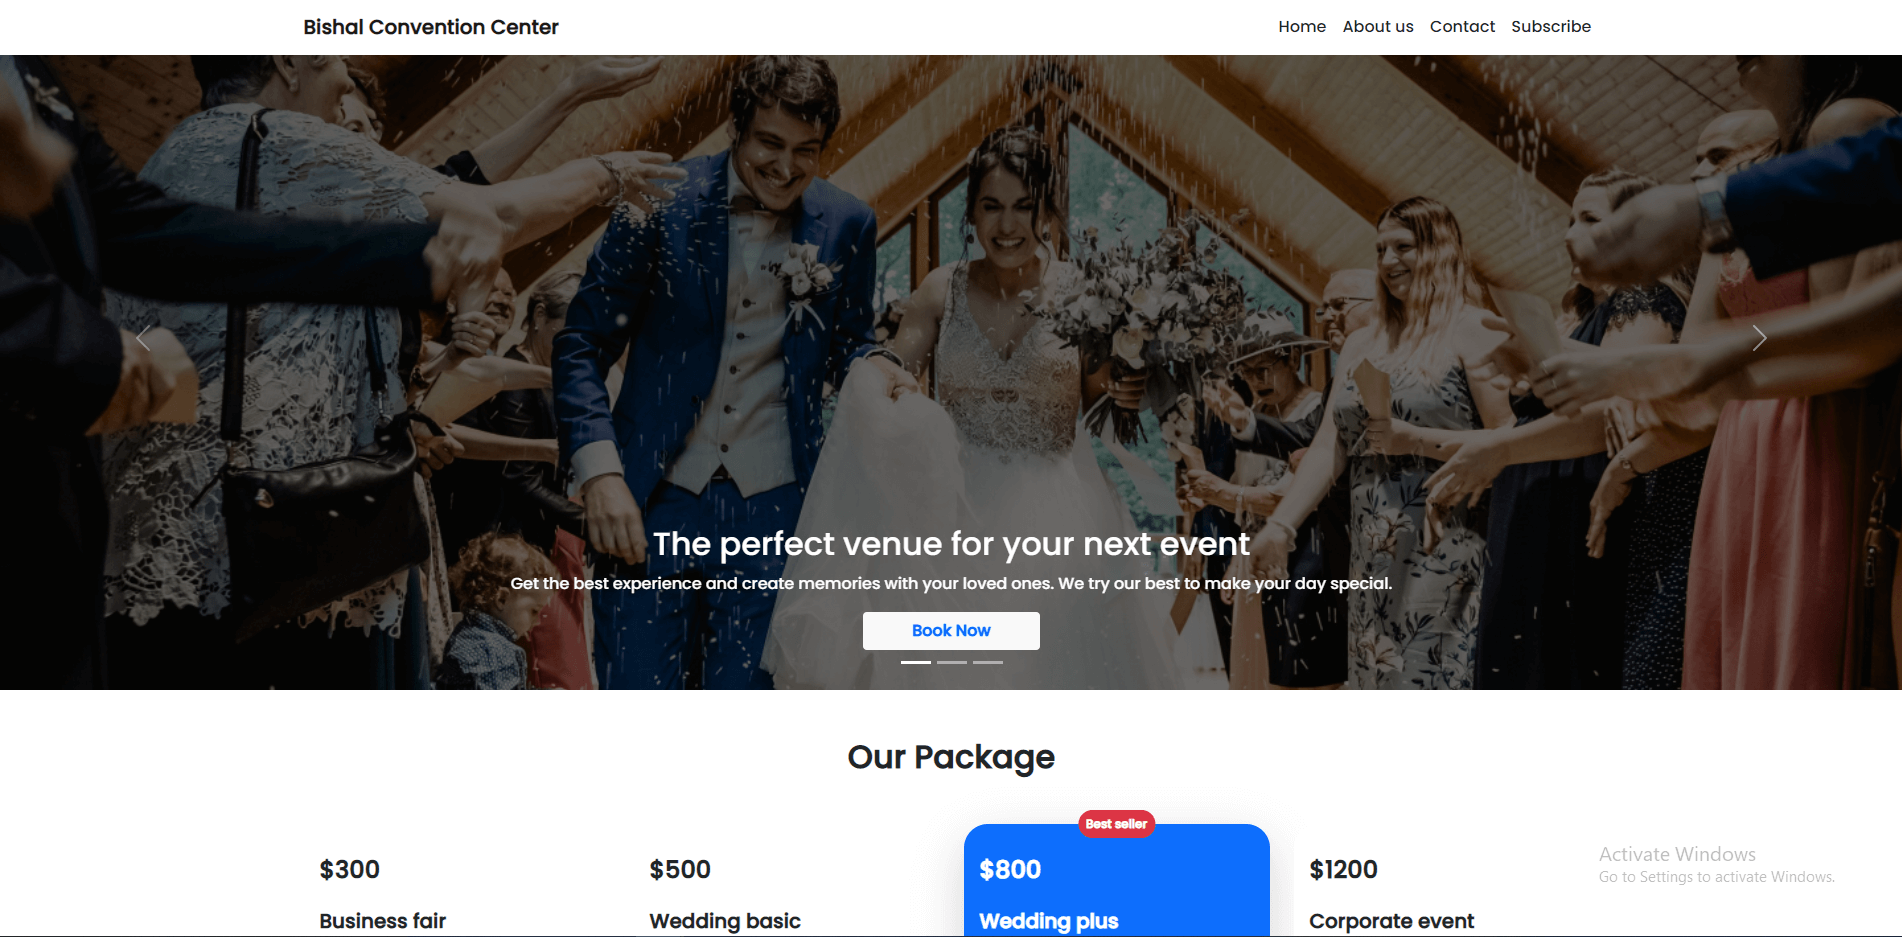 Bishal Convention Center
Home About us Contact Subscribe
The perfect venue for your next event
Get the best experience and create memories with your loved ones. We try our best to make your day special.
Book Now
Our Package
Best seller
$300 $500 $800 $1200
Business fair Wedding basic Wedding plus Corporate event
Activate Windows
Go to Settings to activate Windows.